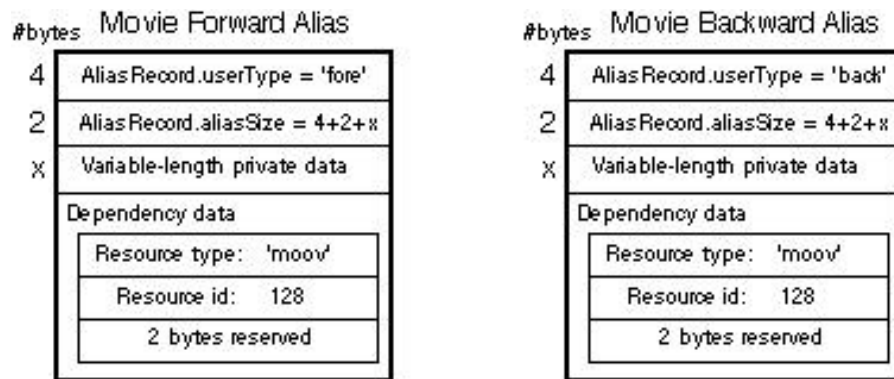 #bytes Movie Forward Alias
4 AliasRecord.userType = 'fore'
2 AliasRecord.aliasSize = 4+2+x
x Variable-length private data
Dependency data
Resource type: 'moov'
Resource id: 128
2 bytes reserved
#bytes Movie Backward Alias
4 AliasRecord.userType = 'back'
2 AliasRecord.aliasSize = 4+2+x
x Variable-length private data
Dependency data
Resource type: 'moov'
Resource id: 128
2 bytes reserved